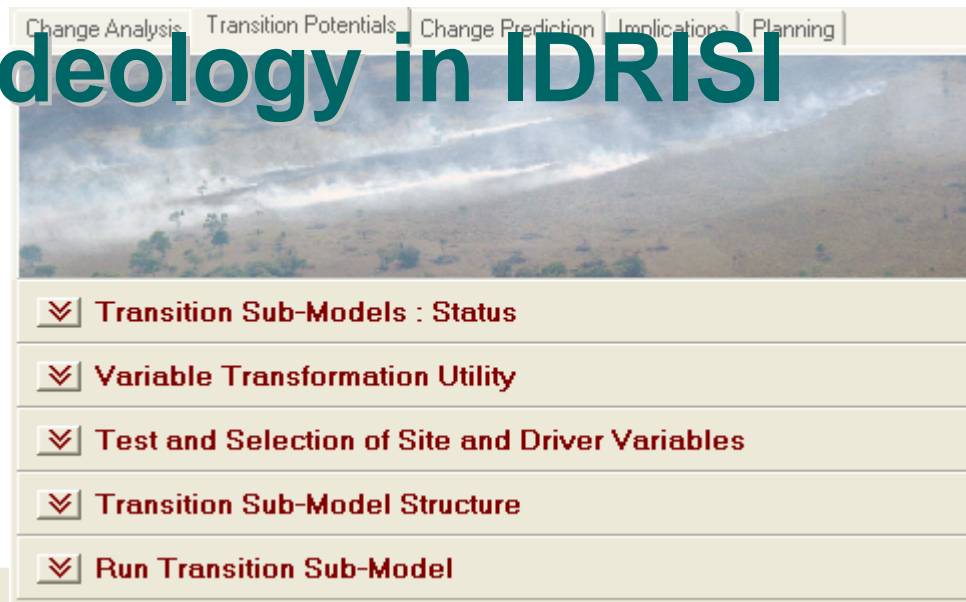 Change Analysis Transition Potentials Change Prediction Implications Planning
deology in IDRISI
Transition Sub-Models : Status
Variable Transformation Utility
Test and Selection of Site and Driver Variables
Transition Sub-Model Structure
Run Transition Sub-Model